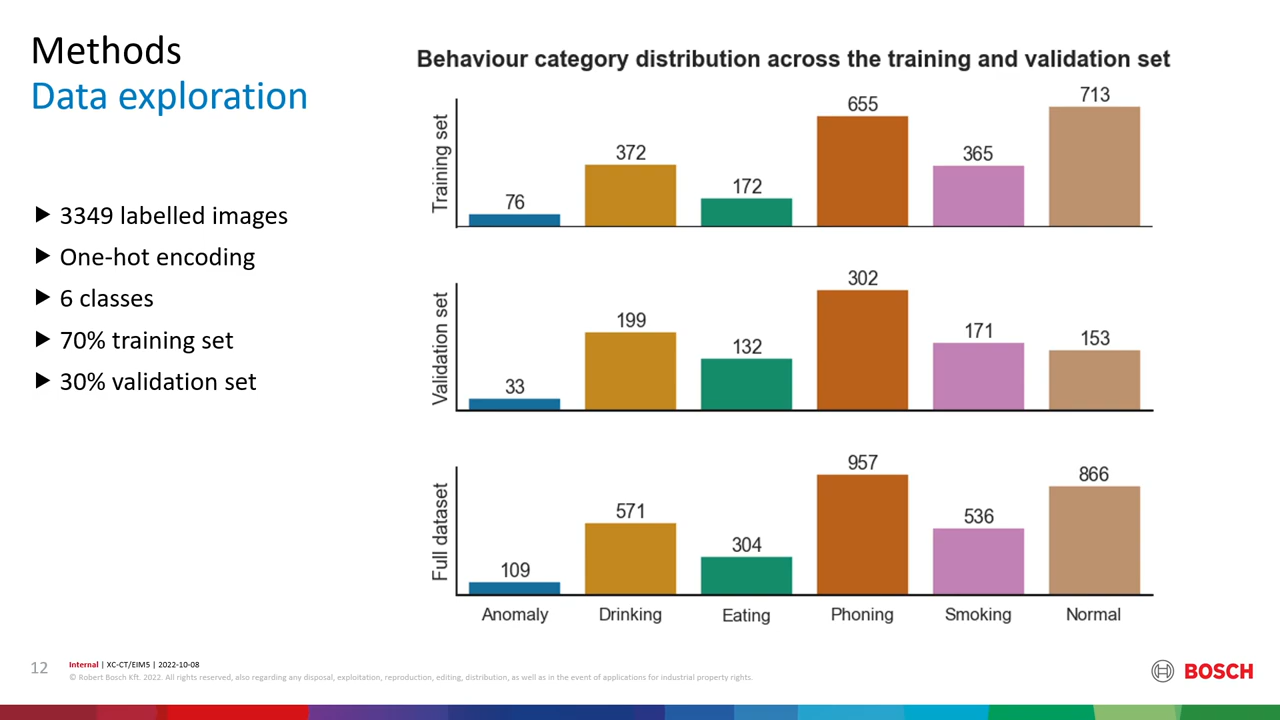 Methods
Data exploration
▶ 3349 labelled images
▶ One-hot encoding
▶ 6 classes
▶ 70% training set
▶ 30% validation set
Behaviour category distribution across the training and validation set
Training set
76 372 172 655 365 713
Validation set
33 199 132 302 171 153
Full dataset
109 571 304 957 536 866
Anomaly Drinking Eating Phoning Smoking Normal
12
Internal | XC-CT/EIM5 | 2022-10-08
© Robert Bosch Kft. 2022. All rights reserved, also regarding any disposal, exploitation, reproduction, editing, distribution, as well as in the event of applications for industrial property rights.
BOSCH